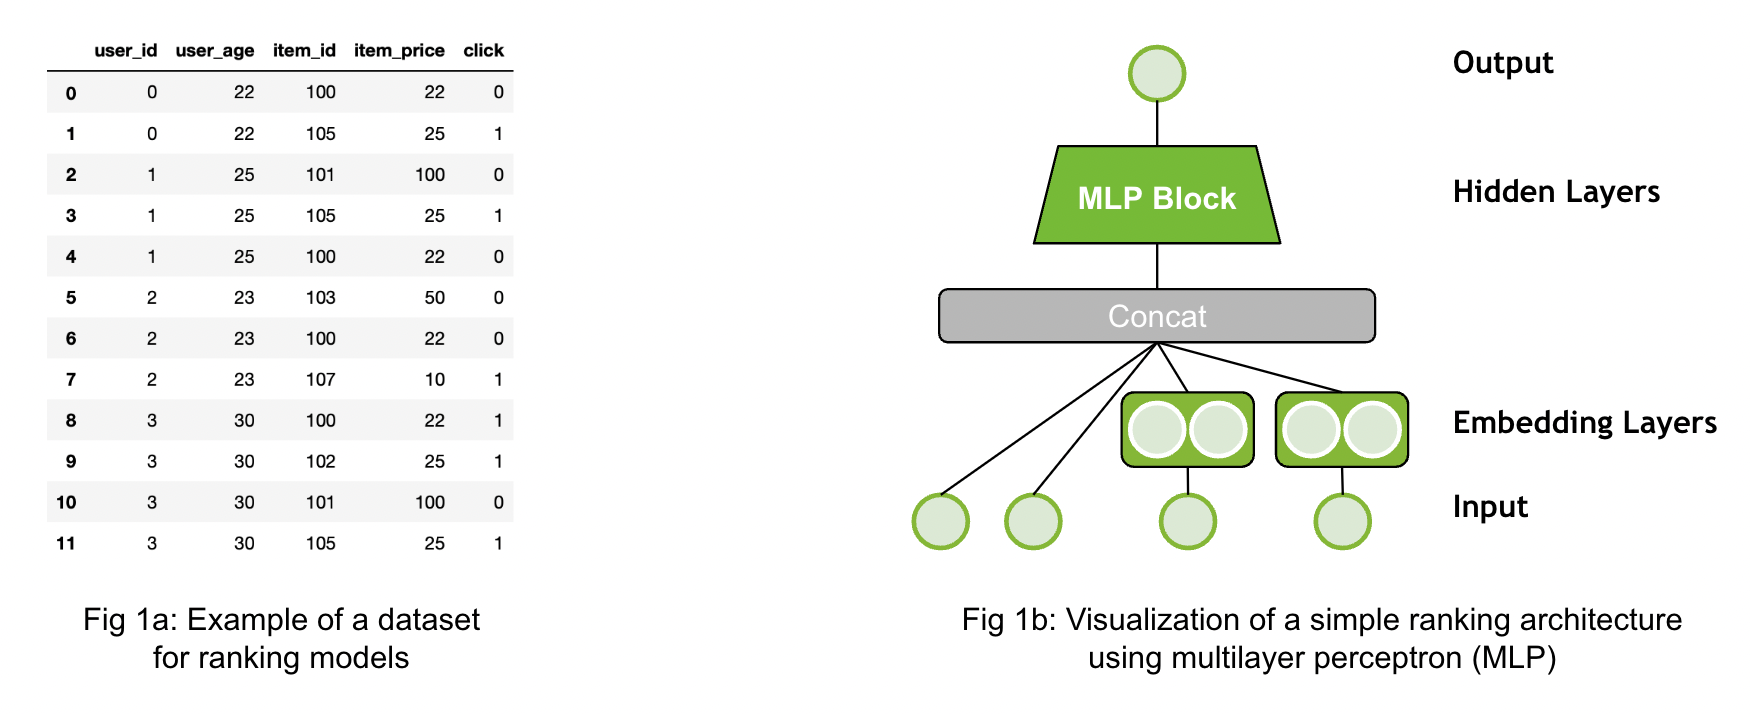 user_id user_age item_id item_price click
0 0 22 100 22 0
1 0 22 105 25 1
2 1 25 101 100 0
3 1 25 105 25 1
4 1 25 100 22 0
5 2 23 103 50 0
6 2 23 100 22 0
7 2 23 107 10 1
8 3 30 100 22 1
9 3 30 102 25 1
10 3 30 101 100 0
11 3 30 105 25 1
Fig 1a: Example of a dataset
for ranking models
Output
MLP Block
Hidden Layers
Concat
Embedding Layers
Input
Fig 1b: Visualization of a simple ranking architecture
using multilayer perceptron (MLP)